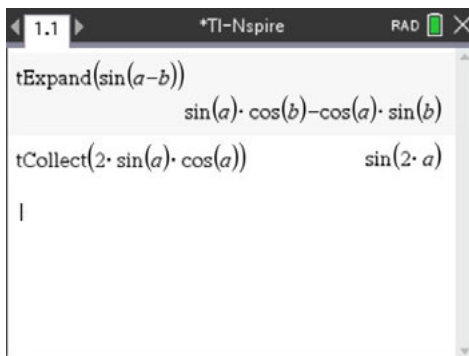 1.1 *TI-Nspire RAD
tExpand(sin(a−b))
sin(a)· cos(b)−cos(a)· sin(b)
tCollect(2· sin(a)· cos(a)) sin(2· a)